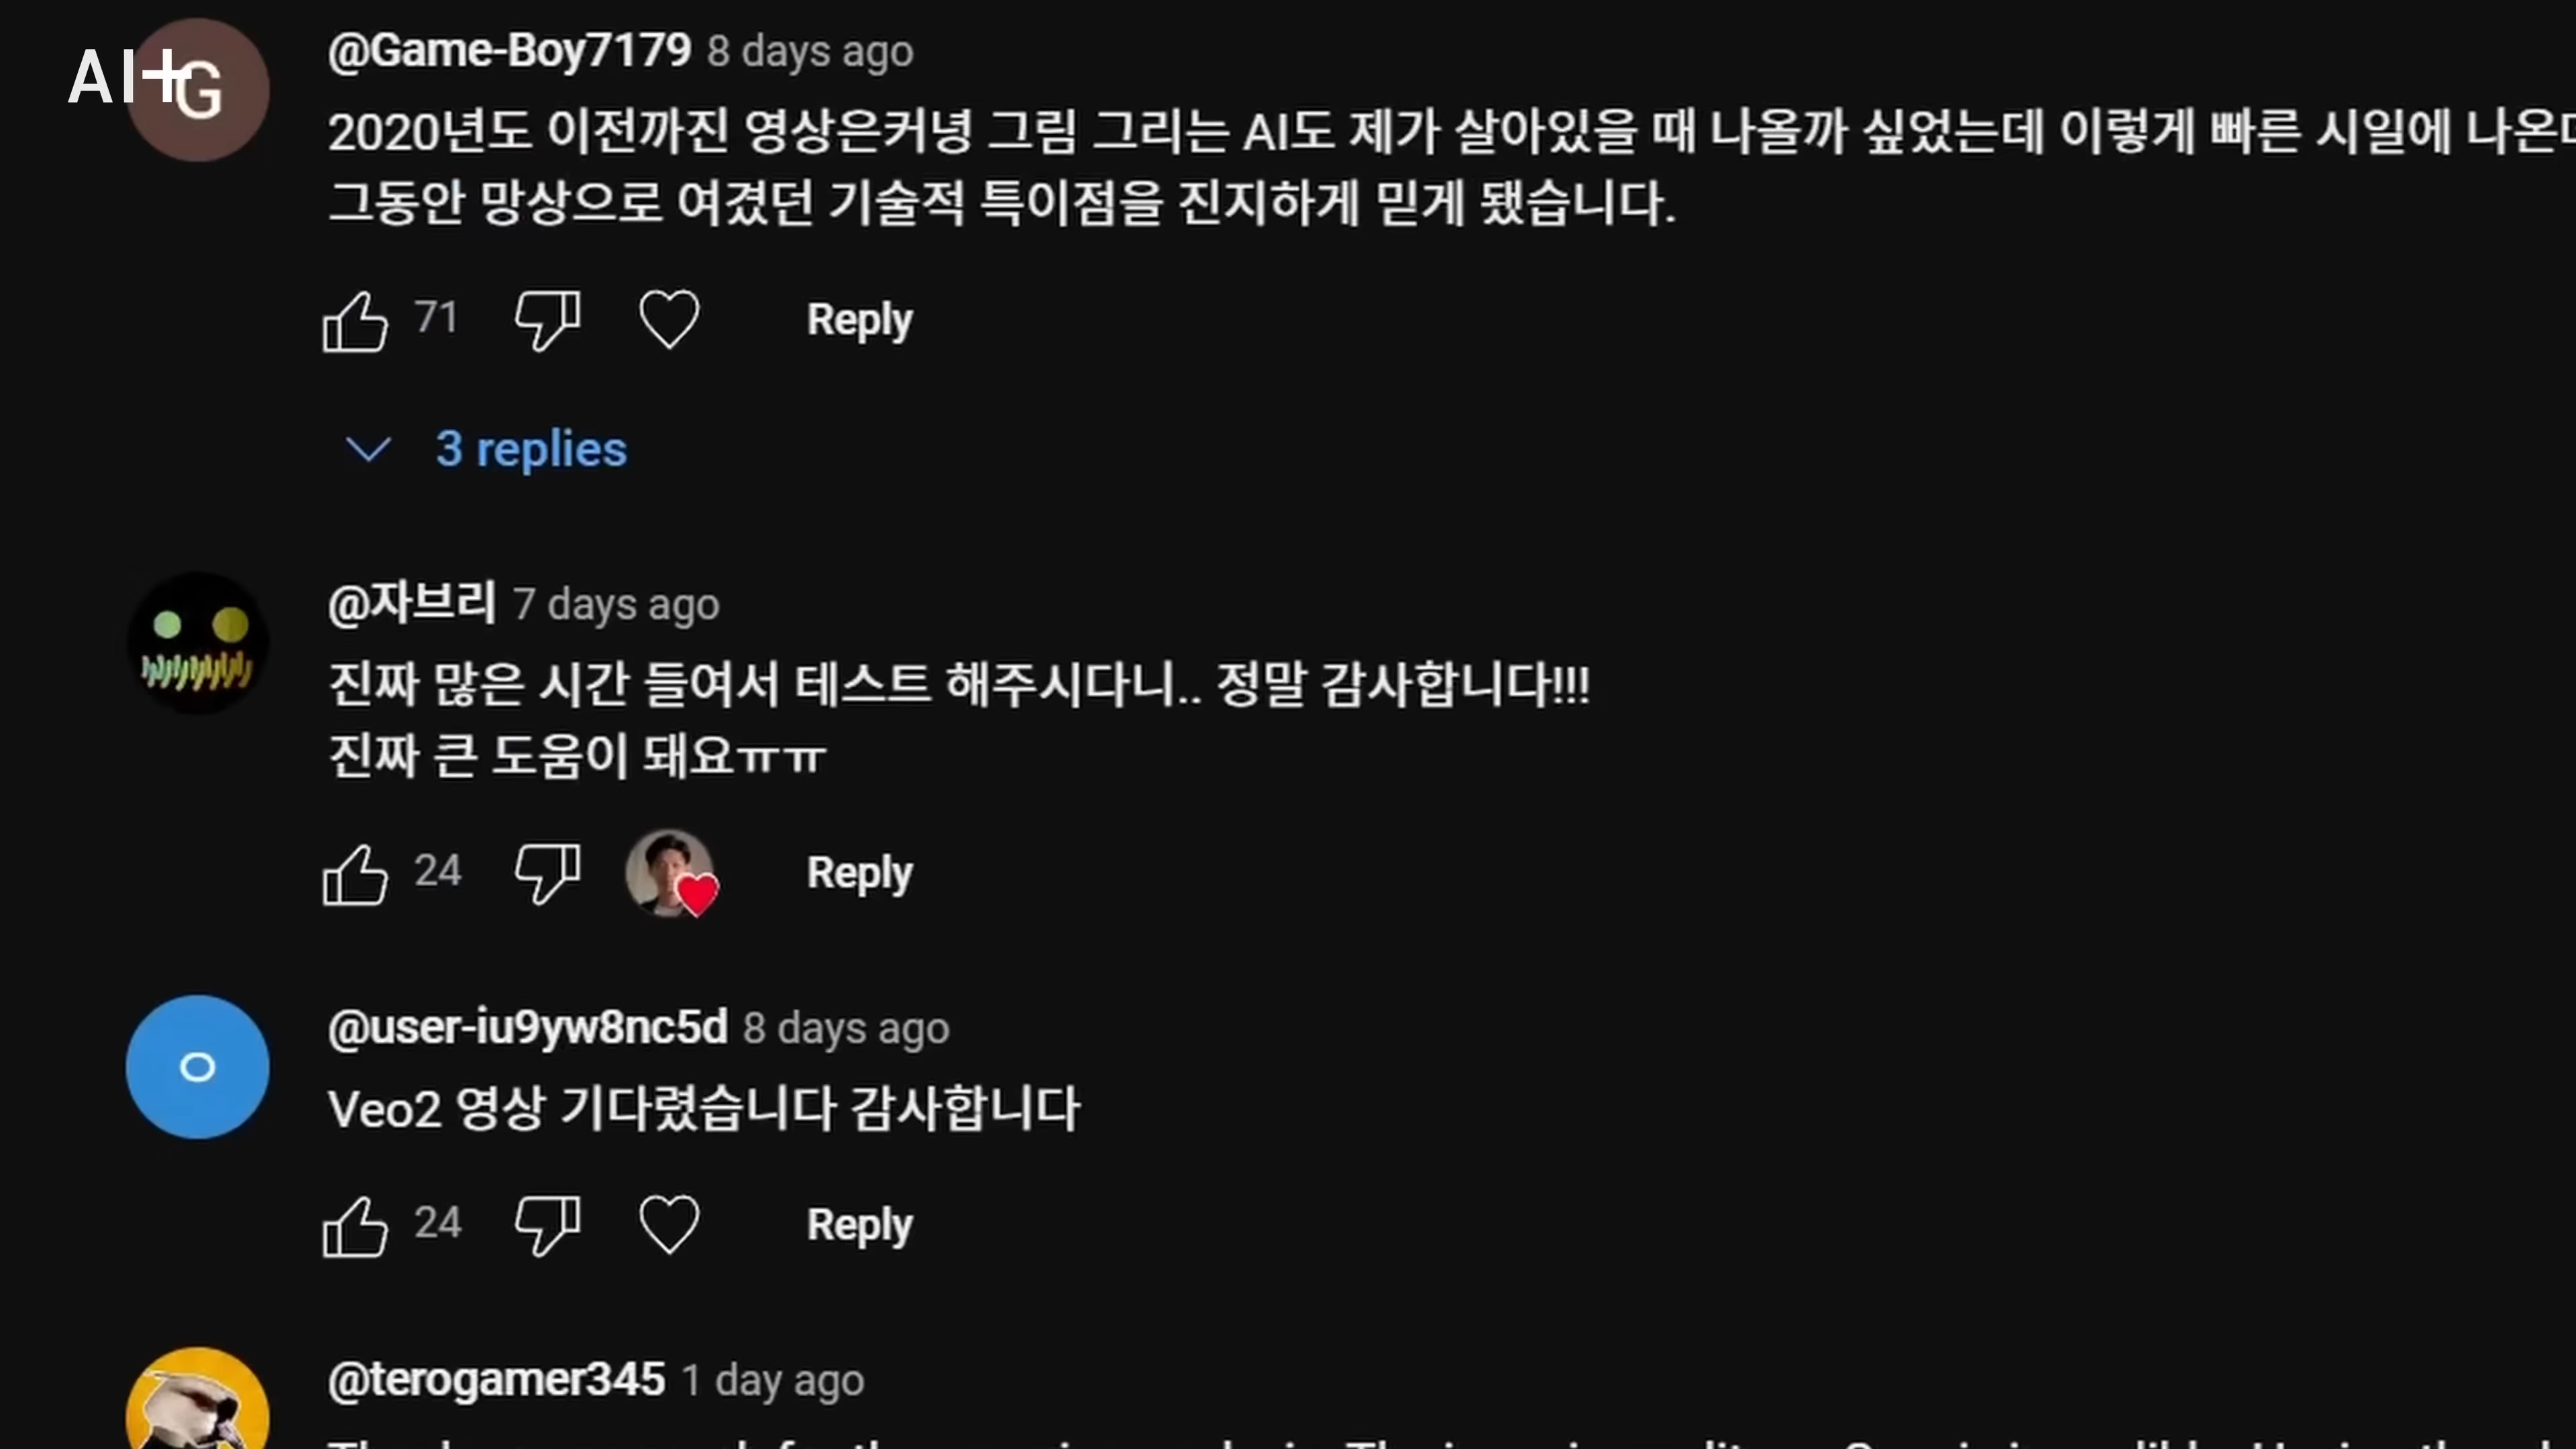 AI+
G
@Game-Boy7179 8 days ago
2020년도 이전까진 영상은커녕 그림 그리는 AI도 제가 살아있을 때 나올까 싶었는데 이렇게 빠른 시일에
그동안 망상으로 여겼던 기술적 특이점을 진지하게 믿게 됐습니다.
71 Reply
3 replies
@자브리 7 days ago
진짜 많은 시간 들여서 테스트 해주시다니.. 정말 감사합니다!!!
진짜 큰 도움이 돼요ㅠㅠ
24 Reply
ㅇ
@user-iu9yw8nc5d 8 days ago
Veo2 영상 기다렸습니다 감사합니다
24 Reply
@terogamer345 1 day ago